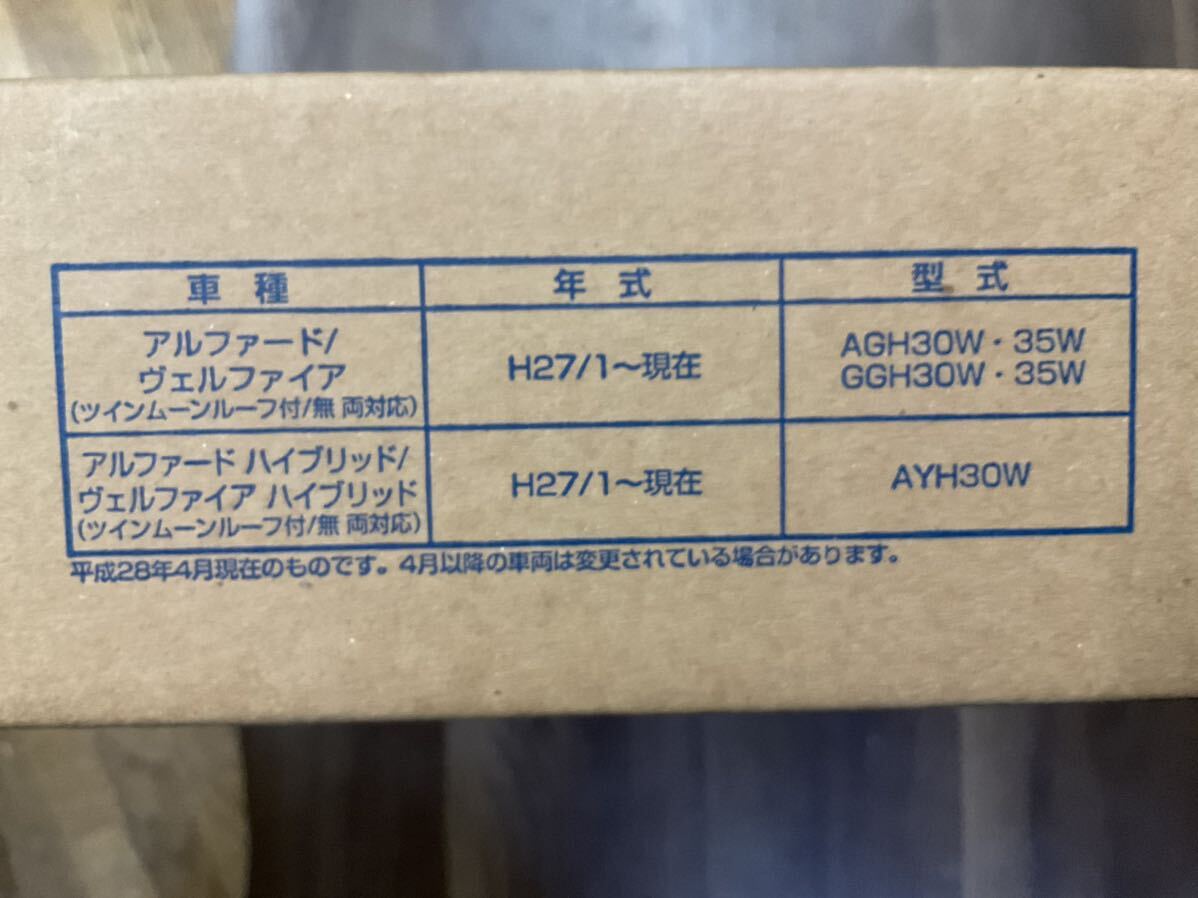 車種 年式 型式
アルファード/
ヴェルファイア
(ツインムーンルーフ付/無 両対応)
H27/1〜現在
AGH30W・35W
GGH30W・35W
アルファード ハイブリッド/
ヴェルファイア ハイブリッド
(ツインムーンルーフ付/無 両対応)
H27/1〜現在
AYH30W
平成28年4月現在のものです。4月以降の車両は変更されている場合があります。